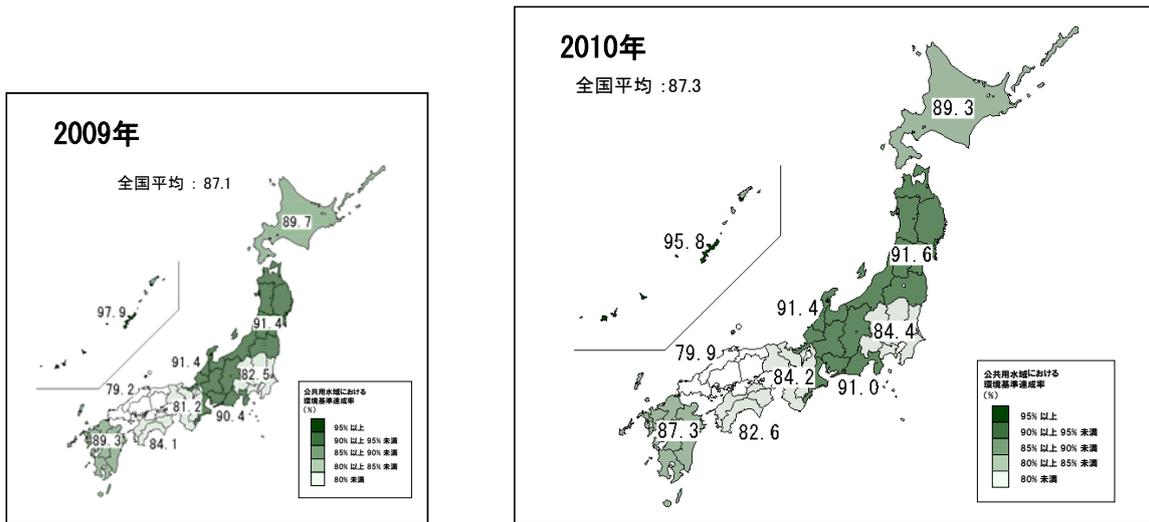 2009年
全国平均 : 87.1
89.7
97.9
91.4
91.4
82.5
79.2
81.2
90.4
89.3
84.1
公共用水域における
環境基準達成率
(%)
95% 以上
90% 以上 95% 未満
85% 以上 90% 未満
80% 以上 85% 未満
80% 未満
2010年
全国平均 :87.3
89.3
95.8
91.6
91.4
84.4
79.9
84.2
91.0
87.3
82.6
公共用水域における
環境基準達成率
(%)
95% 以上
90% 以上 95% 未満
85% 以上 90% 未満
80% 以上 85% 未満
80% 未満